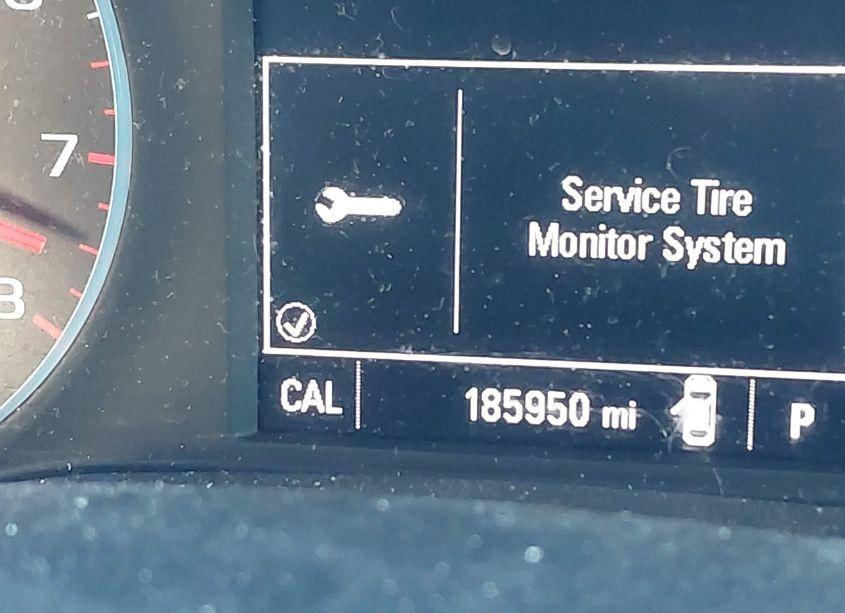 7
8
Service Tire
Monitor System
CAL
185950 mi
P